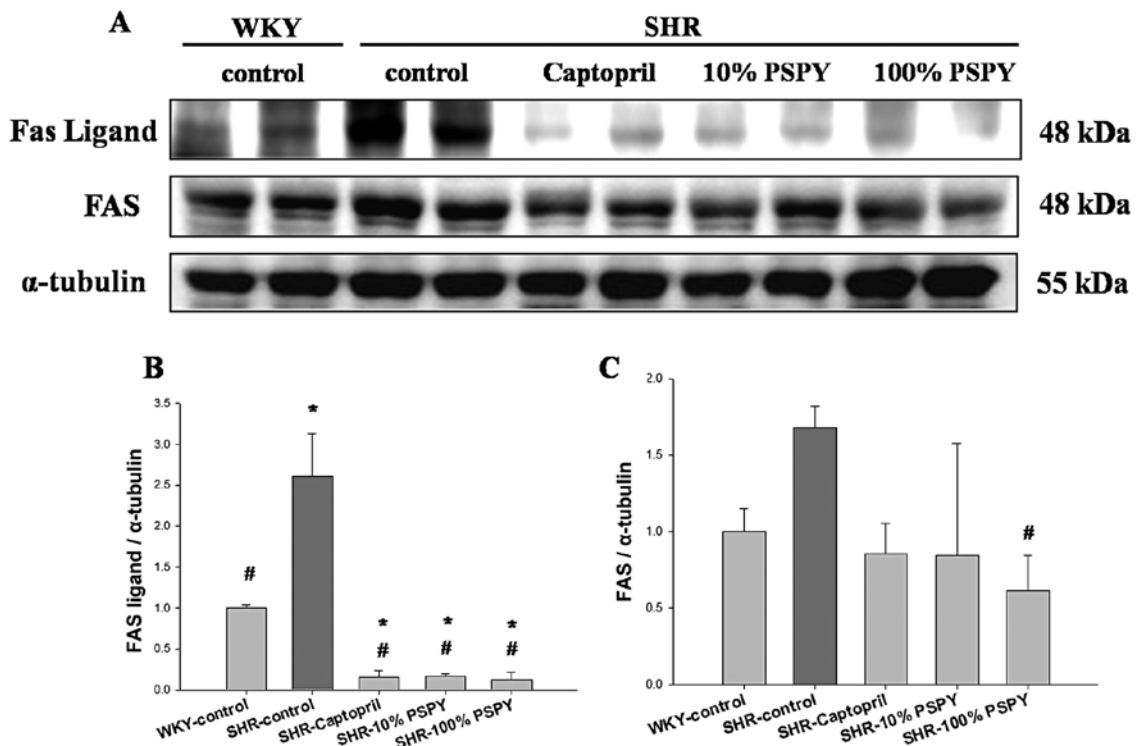 A
WKY SHR
control control Captopril 10% PSPY 100% PSPY
Fas Ligand 48 kDa
FAS 48 kDa
α-tubulin 55 kDa
B
FAS ligand / α-tubulin
3.5
3.0
2.5
2.0
1.5
1.0
0.5
0.0
#
*
*
#
*
#
*
#
WKY-control
SHR-control
SHR-Captopril
SHR-10% PSPY
SHR-100% PSPY
C
FAS / α-tubulin
2.0
1.5
1.0
0.5
0.0
#
WKY-control
SHR-control
SHR-Captopril
SHR-10% PSPY
SHR-100% PSPY